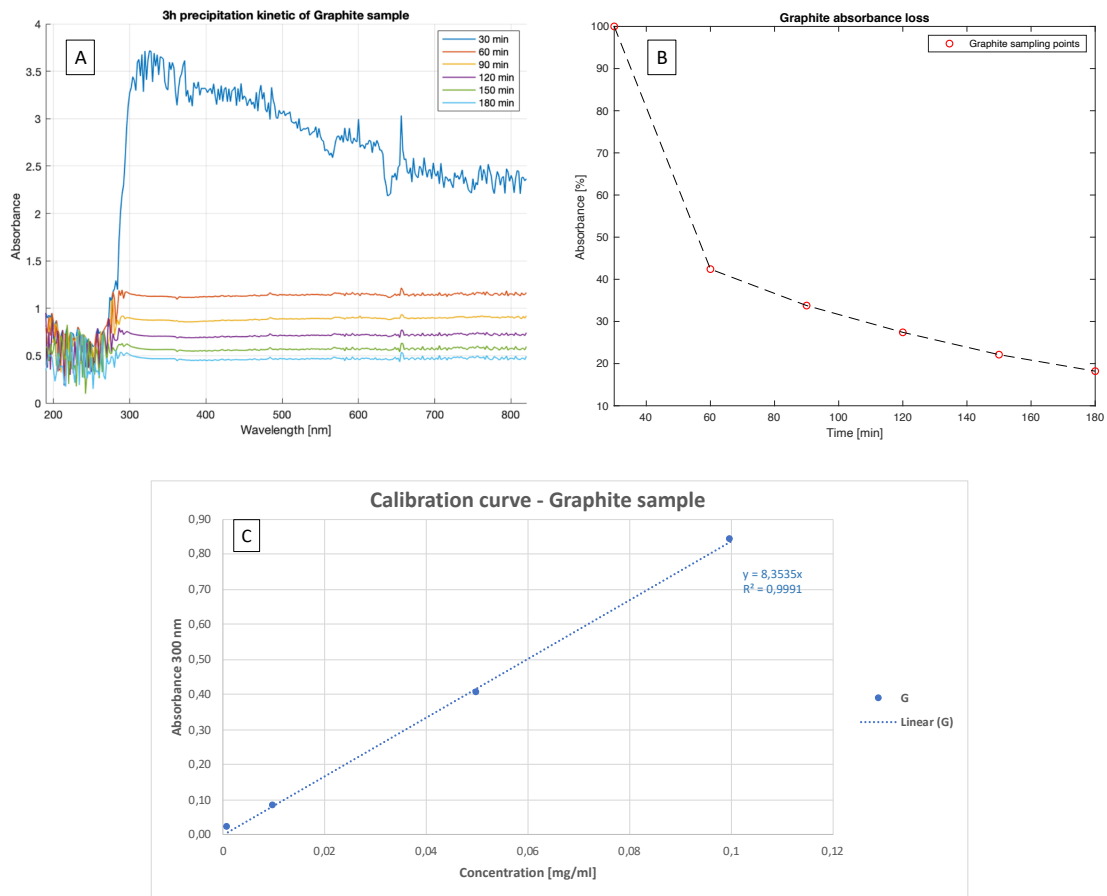 3h precipitation kinetic of Graphite sample
A
30 min
60 min
90 min
120 min
150 min
180 min
Absorbance
4
3.5
3
2.5
2
1.5
1
0.5
0
200 300 400 500 600 700 800
Wavelength [nm]
Graphite absorbance loss
B
Graphite sampling points
Absorbance [%]
100
90
80
70
60
50
40
30
20
10
40 60 80 100 120 140 160 180
Time [min]
Calibration curve - Graphite sample
C
Absorbance 300 nm
0,90
0,80
0,70
0,60
0,50
0,40
0,30
0,20
0,10
0,00
y = 8,3535x
R² = 0,9991
G
Linear (G)
0 0,02 0,04 0,06 0,08 0,1 0,12
Concentration [mg/ml]